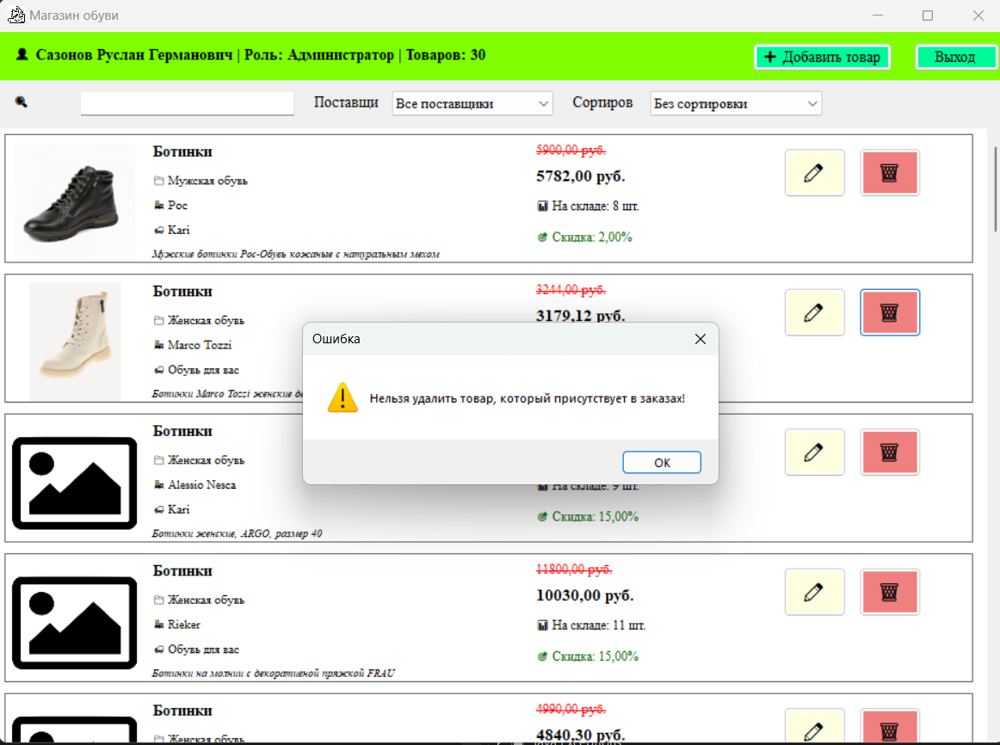 Магазин обуви
Сазонов Руслан Германович | Роль: Администратор | Товаров: 30
Добавить товар
Выход
Поставщи
Все поставщики
Сортиров
Без сортировки
Ботинки
Мужская обувь
Рос
Kari
Мужские ботинки Рос-Обувь кожаные с натуральным мехом
5900,00 руб.
5782,00 руб.
На складе: 8 шт.
Скидка: 2,00%
Ботинки
Женская обувь
Marco Tozzi
Обувь для вас
Ботинки Marco Tozzi женские де
3244,00 руб.
3179,12 руб.
Ошибка
Нельзя удалить товар, который присутствует в заказах!
OK
Ботинки
Женская обувь
Alessio Nesca
Kari
Ботинки женские, ARGO, размер 40
На складе: 9 шт.
Скидка: 15,00%
Ботинки
Женская обувь
Rieker
Обувь для вас
Ботинки на молнии с декоративной пряжкой FRAU
11800,00 руб.
10030,00 руб.
На складе: 11 шт.
Скидка: 15,00%
Ботинки
Женская обувь
4990,00 руб.
4840,30 руб.